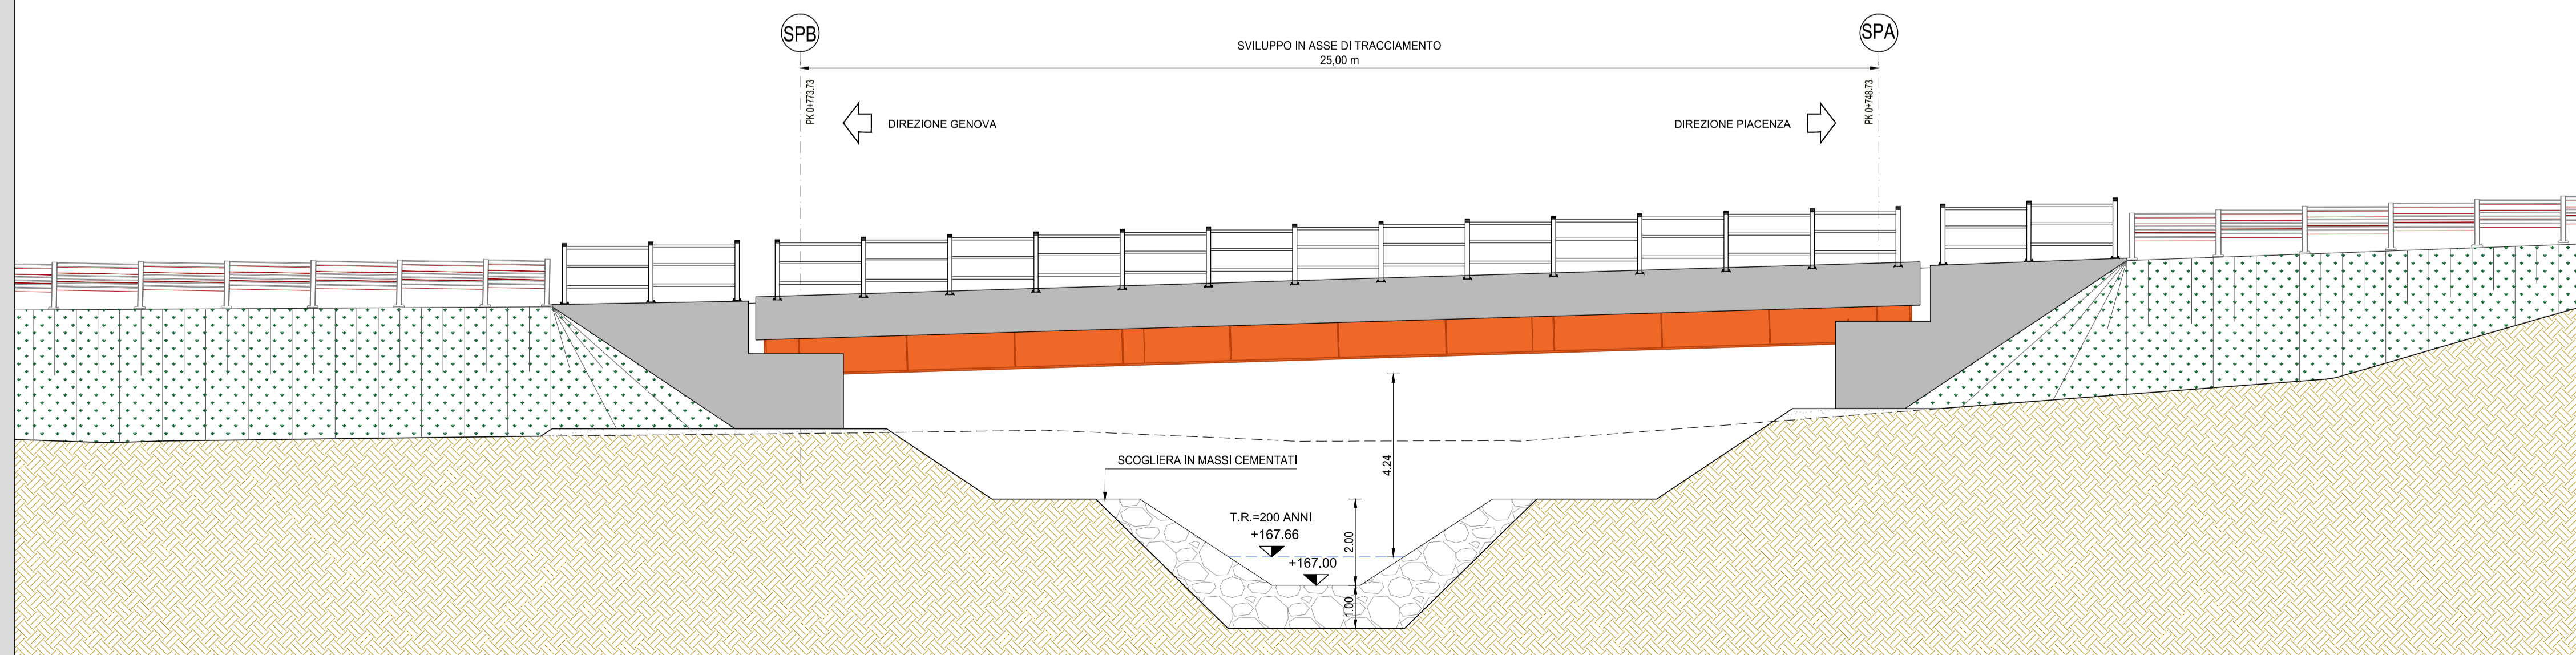 SPB
SPA
SVILUPPO IN ASSE DI TRACCIAMENTO
25,00 m
PK 0+773.73
PK 0+748.73
DIREZIONE GENOVA
DIREZIONE PIACENZA
SCOGLIERA IN MASSI CEMENTATI
4.24
T.R.=200 ANNI
+167.66
2.00
+167.00
1.00